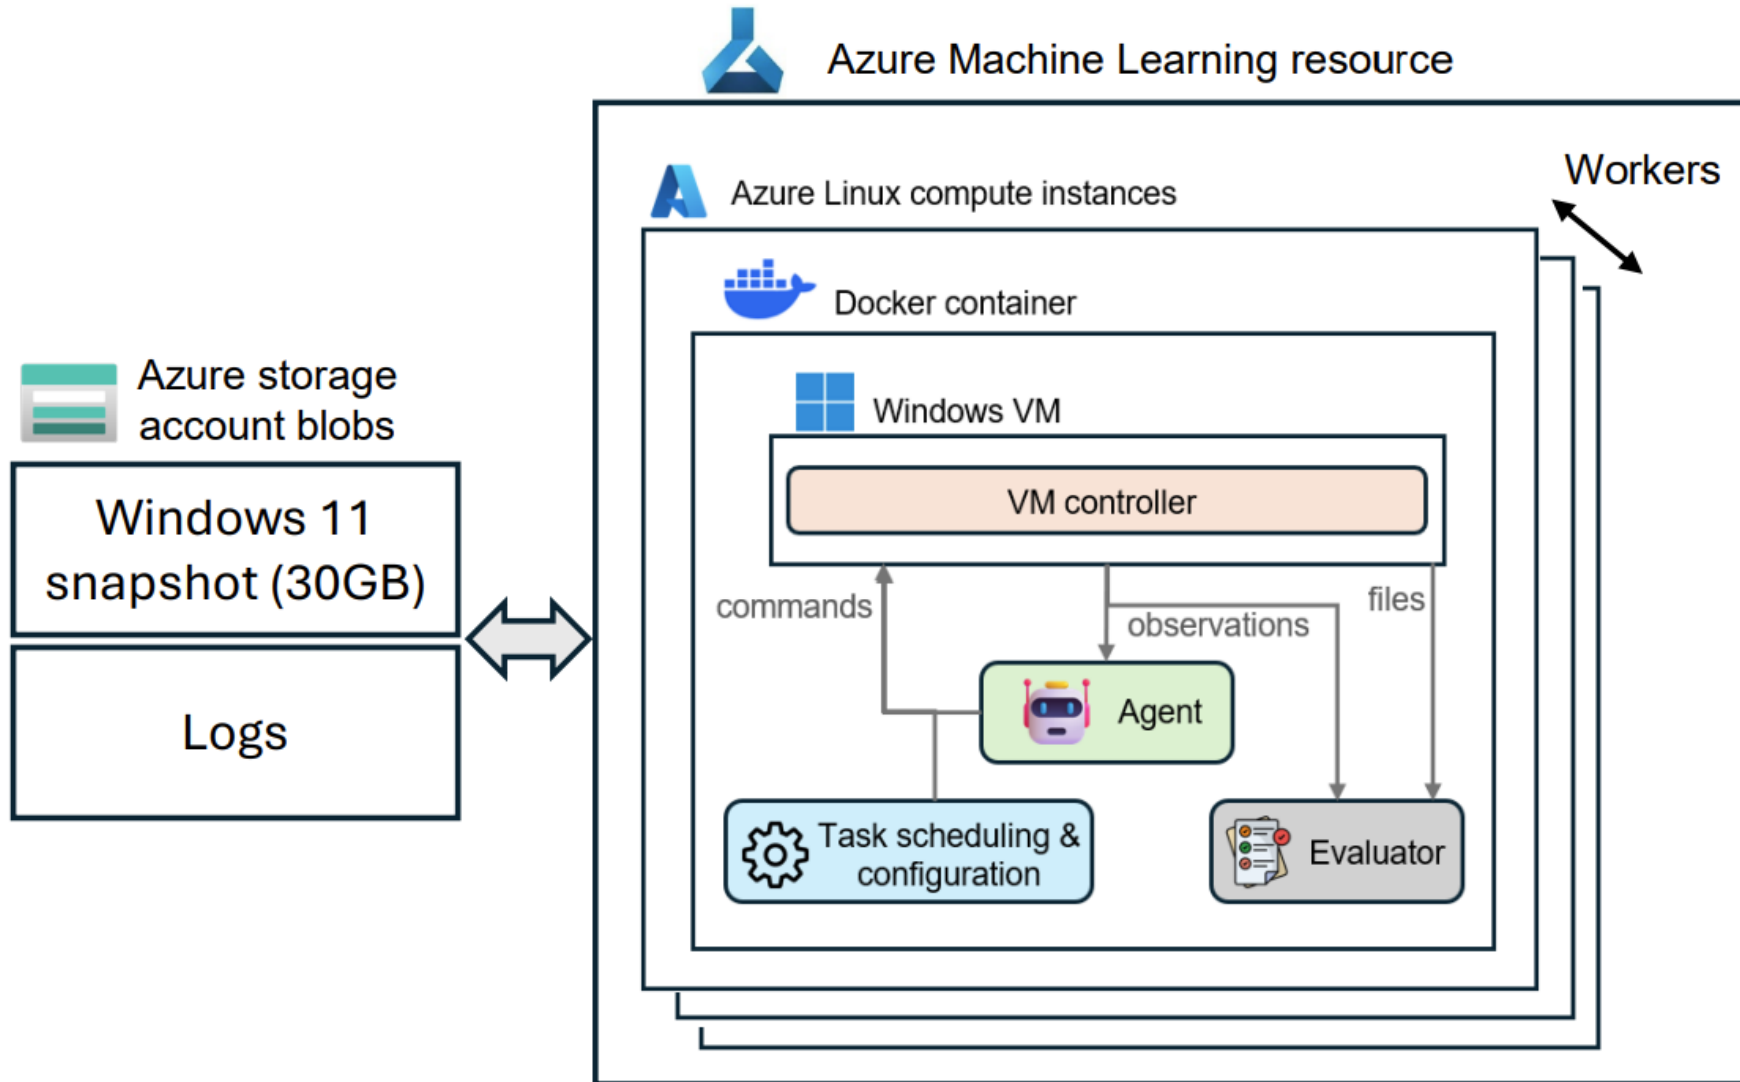 Azure Machine Learning resource
Workers
Azure Linux compute instances
Docker container
Azure storage
account blobs
Windows VM
Windows 11
snapshot (30GB)
VM controller
commands
observations
files
Agent
Logs
Task scheduling &
configuration
Evaluator